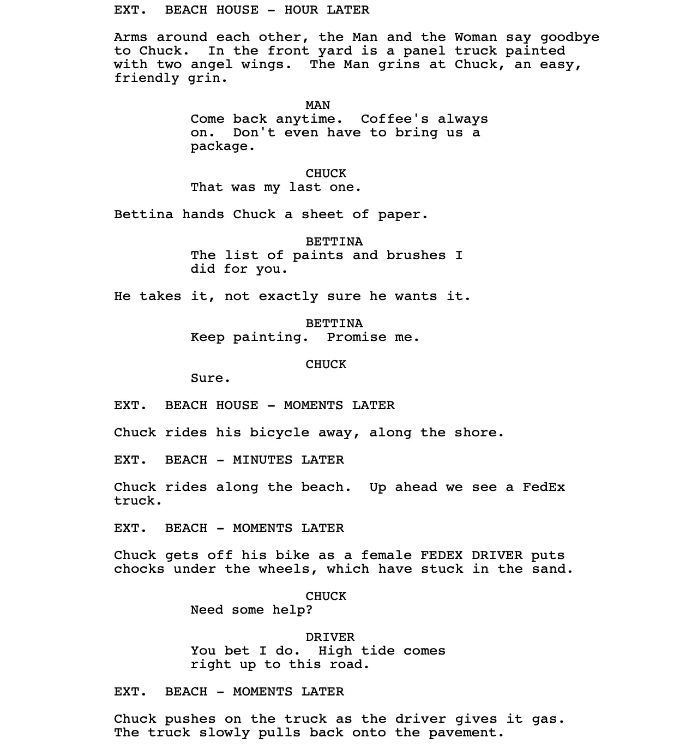 EXT.  BEACH HOUSE – HOUR LATER
Arms around each other, the Man and the Woman say goodbye
to Chuck.  In the front yard is a panel truck painted
with two angel wings.  The Man grins at Chuck, an easy,
friendly grin.
MAN
Come back anytime.  Coffee's always
on.  Don't even have to bring us a
package.
CHUCK
That was my last one.
Bettina hands Chuck a sheet of paper.
BETTINA
The list of paints and brushes I
did for you.
He takes it, not exactly sure he wants it.
BETTINA
Keep painting.  Promise me.
CHUCK
Sure.
EXT.  BEACH HOUSE – MOMENTS LATER
Chuck rides his bicycle away, along the shore.
EXT.  BEACH – MINUTES LATER
Chuck rides along the beach.  Up ahead we see a FedEx
truck.
EXT.  BEACH – MOMENTS LATER
Chuck gets off his bike as a female FEDEX DRIVER puts
chocks under the wheels, which have stuck in the sand.
CHUCK
Need some help?
DRIVER
You bet I do.  High tide comes
right up to this road.
EXT.  BEACH – MOMENTS LATER
Chuck pushes on the truck as the driver gives it gas.
The truck slowly pulls back onto the pavement.